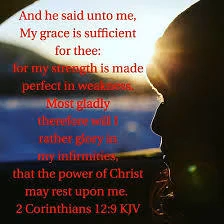 And he said unto me,
My grace is sufficient
for thee:
for my strength is made
perfect in weakness.
Most gladly
therefore will I
rather glory in
my infirmities,
that the power of Christ
may rest upon me.
2 Corinthians 12:9 KJV